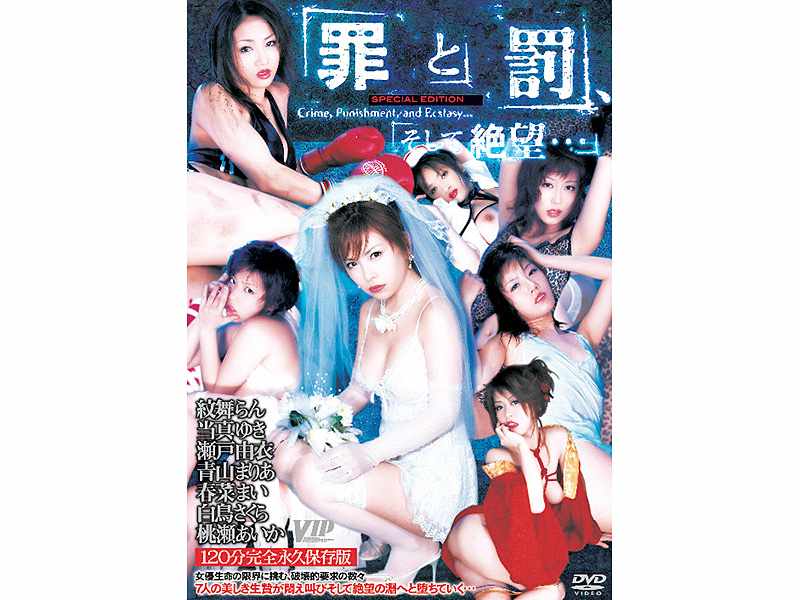 「罪と罰」、
SPECIAL EDITION
Crime, Punishment, and Ecstasy...
「そして絶望…」
紋舞らん
当真ゆき
瀬戸由衣
青山まりあ
春菜まい
白鳥さくら
桃瀬あいか
VIP
120分完全永久保存版
女優生命の限界に挑む、破壊的要求の数々
7人の美しき生贄が悶え叫びそして絶望の淵へと堕ちていく…
DVD
VIDEO